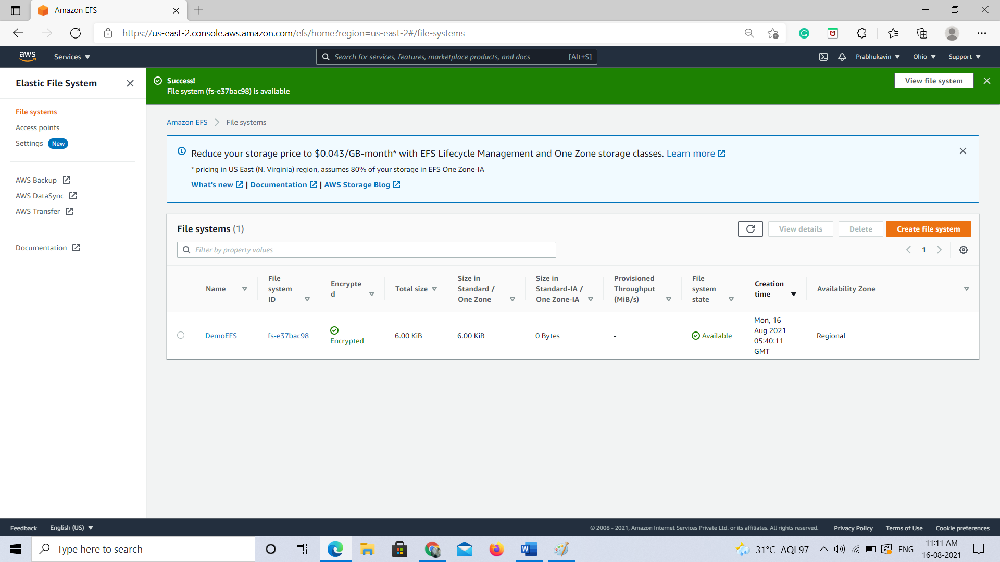 Amazon EFS
https://us-east-2.console.aws.amazon.com/efs/home?region=us-east-2#/file-systems
aws
Services
Search for services, features, marketplace products, and docs
[Alt+S]
Prabhukavin
Ohio
Support
Elastic File System
File systems
Access points
Settings New
AWS Backup
AWS DataSync
AWS Transfer
Documentation
Success!
File system (fs-e37bac98) is available
View file system
Amazon EFS
File systems
Reduce your storage price to $0.043/GB-month* with EFS Lifecycle Management and One Zone storage classes. Learn more
* pricing in US East (N. Virginia) region, assumes 80% of your storage in EFS One Zone-IA
What's new | Documentation | AWS Storage Blog
File systems (1)
View details
Delete
Create file system
Filter by property values
1
Name
File
system
ID
Encrypte
d
Total size
Size in
Standard /
One Zone
Size in
Standard-IA /
One Zone-IA
Provisioned
Throughput
(MiB/s)
File
system
state
Creation
time
Availability Zone
DemoEFS
fs-e37bac98
Encrypted
6.00 KiB
6.00 KiB
0 Bytes
-
Available
Mon, 16
Aug 2021
05:40:11
GMT
Regional
Feedback
English (US)
© 2008 - 2021, Amazon Internet Services Private Ltd. or its affiliates. All rights reserved.
Privacy Policy
Terms of Use
Cookie preferences
Type here to search
31°C AQI 97
ENG
11:11 AM
16-08-2021